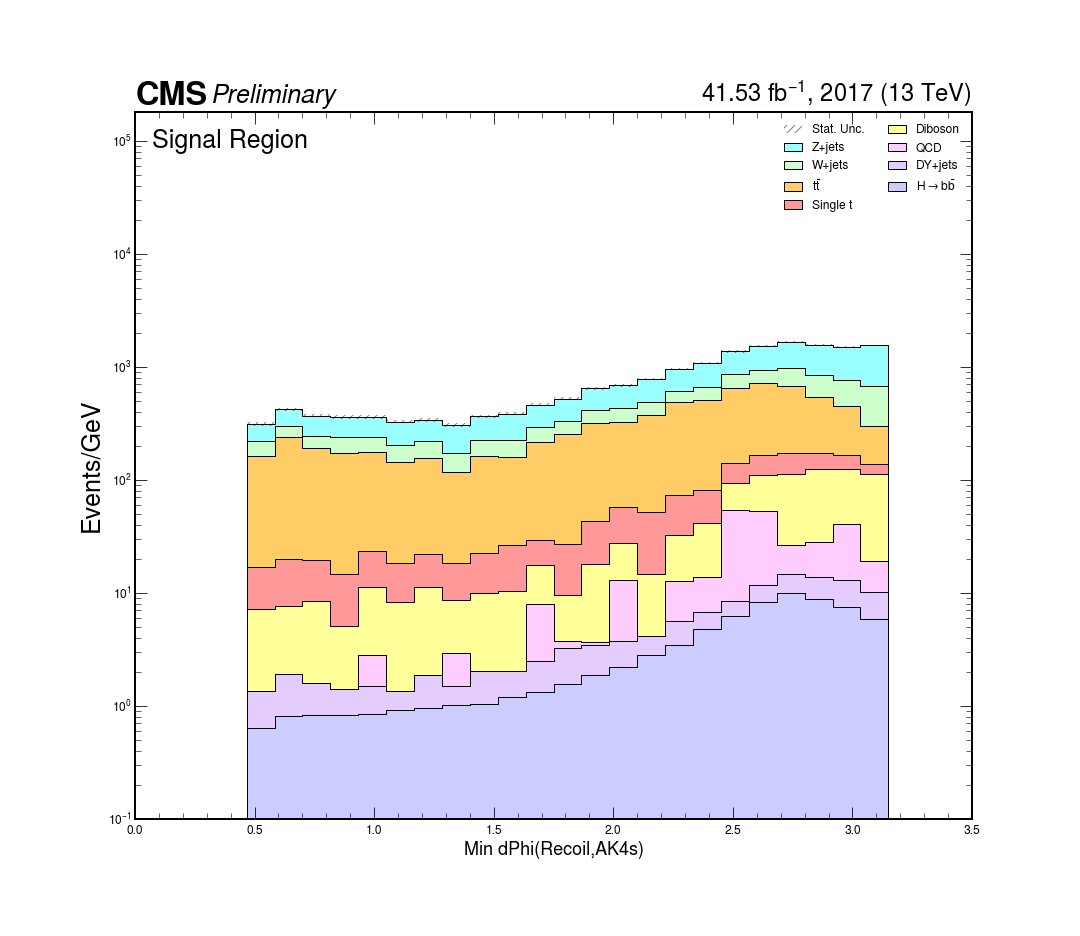 CMS Preliminary 41.53 fb⁻¹, 2017 (13 TeV)
Signal Region
Stat. Unc.
Z+jets
W+jets
tt̄
Single t
Diboson
QCD
DY+jets
H→bb̄
Events/GeV
10⁵
10⁴
10³
10²
10¹
10⁰
10⁻¹
0.0 0.5 1.0 1.5 2.0 2.5 3.0 3.5
Min dPhi(Recoil,AK4s)